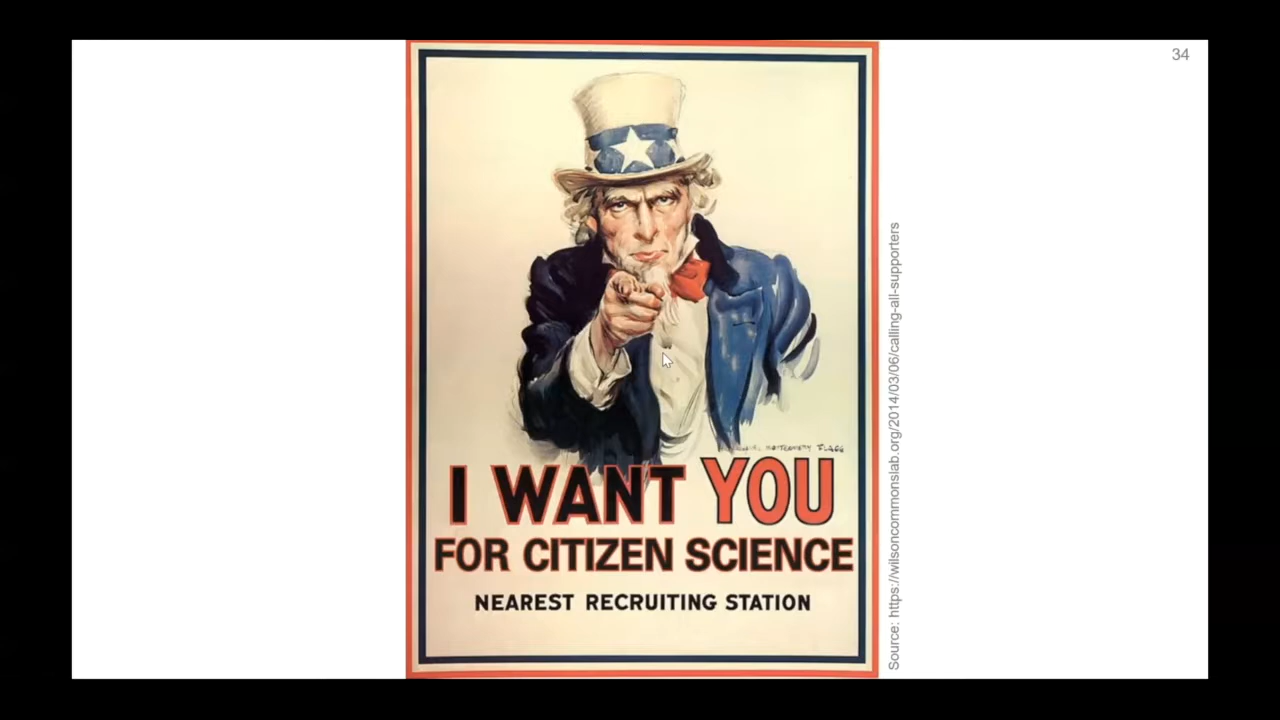 34
FLAGG
I WANT YOU
FOR CITIZEN SCIENCE
NEAREST RECRUITING STATION
Source: https://wilsoncommonslab.org/2014/03/06/calling-all-supporters